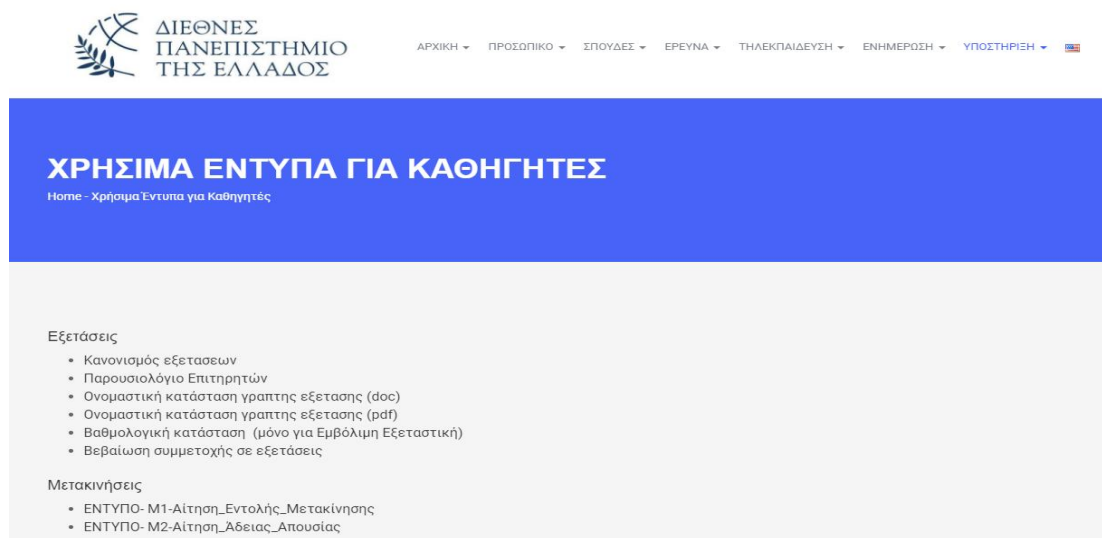 ΔΙΕΘΝΕΣ
ΠΑΝΕΠΙΣΤΗΜΙΟ
ΤΗΣ ΕΛΛΑΔΟΣ
ΑΡΧΙΚΗ ΠΡΟΣΩΠΙΚΟ ΣΠΟΥΔΕΣ ΕΡΕΥΝΑ ΤΗΛΕΚΠΑΙΔΕΥΣΗ ΕΝΗΜΕΡΩΣΗ ΥΠΟΣΤΗΡΙΞΗ
ΧΡΗΣΙΜΑ ΕΝΤΥΠΑ ΓΙΑ ΚΑΘΗΓΗΤΕΣ
Home - Χρήσιμα Έντυπα για Καθηγητές
Εξετάσεις
• Κανονισμός εξετασεων
• Παρουσιολόγιο Επιτηρητών
• Ονομαστική κατάσταση γραπτης εξετασης (doc)
• Ονομαστική κατάσταση γραπτης εξετασης (pdf)
• Βαθμολογική κατάσταση (μόνο για Εμβόλιμη Εξεταστική)
• Βεβαίωση συμμετοχής σε εξετάσεις
Μετακινήσεις
• ΕΝΤΥΠΟ- Μ1-Αίτηση_Εντολής_Μετακίνησης
• ΕΝΤΥΠΟ- Μ2-Αίτηση_Άδειας_Απουσίας